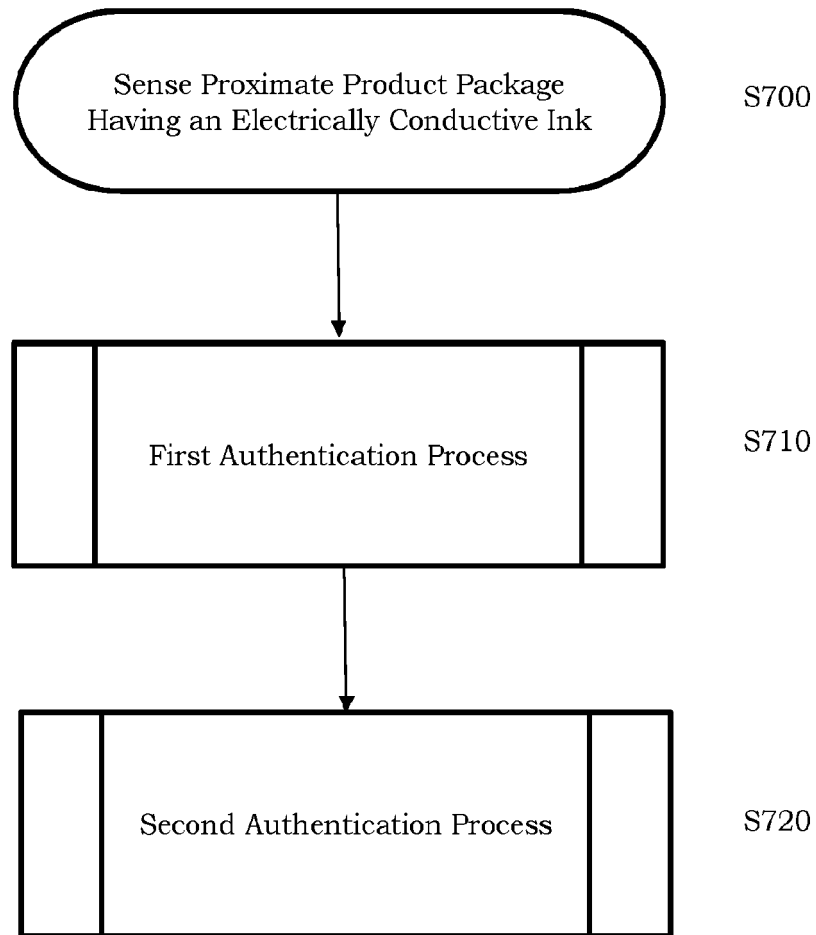 Sense Proximate Product Package
Having an Electrically Conductive Ink
S700
First Authentication Process
S710
Second Authentication Process
S720